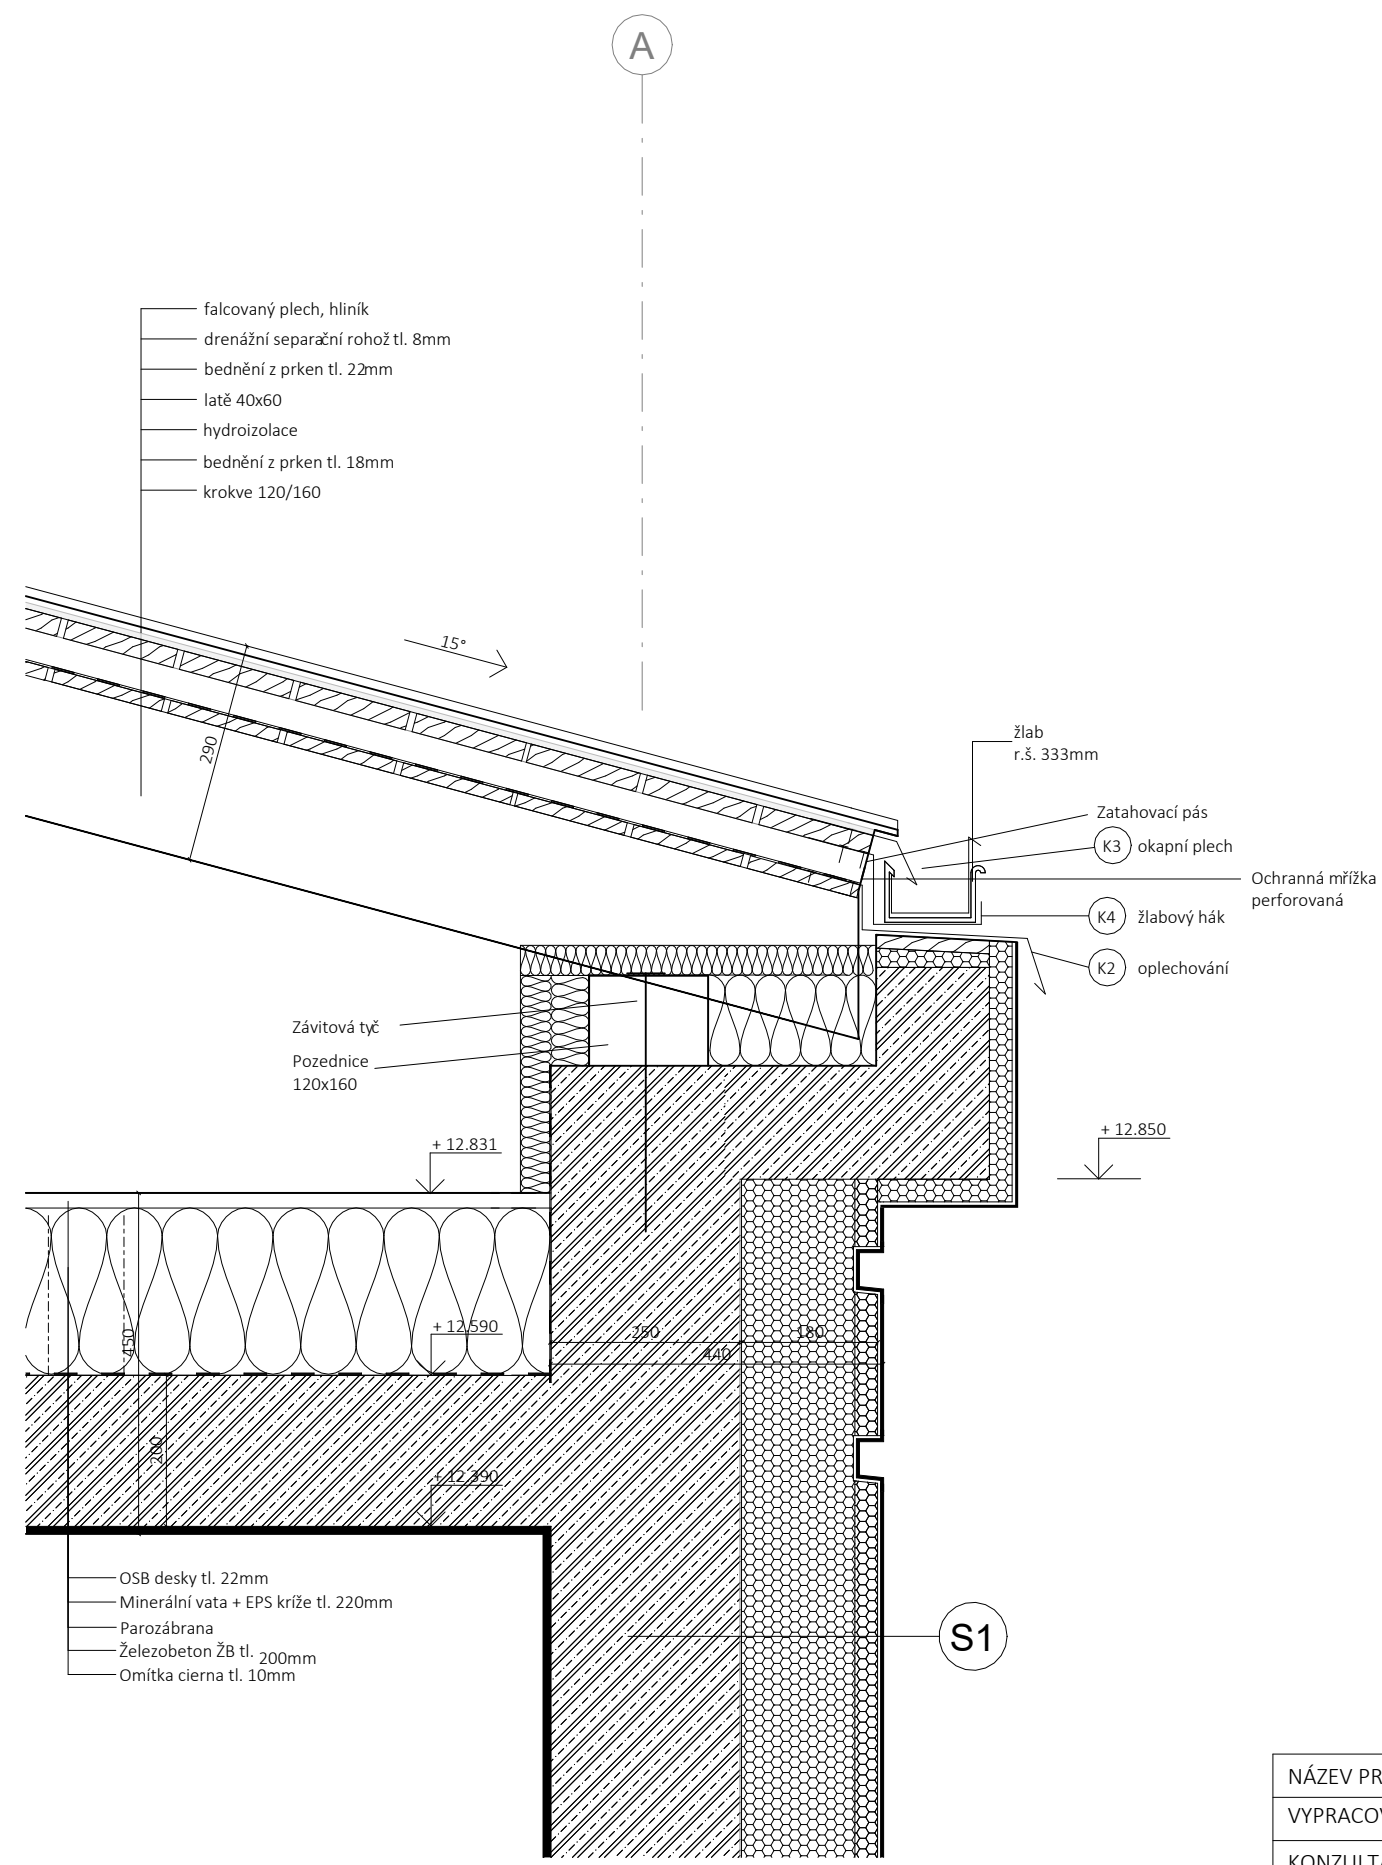 A
falcovaný plech, hliník
drenážní separační rohož tl. 8mm
bednění z prken tl. 22mm
latě 40x60
hydroizolace
bednění z prken tl. 18mm
krokve 120/160
15°
290
žlab
r.š. 333mm
Zatahovací pás
K3 okapní plech
Ochranná mřížka
perforovaná
K4 žlabový hák
K2 oplechování
Závitová tyč
Pozednice
120x160
+ 12.831
+ 12.850
+ 12.590
250
180
440
450
200
+ 12.390
OSB desky tl. 22mm
Minerální vata + EPS kríže tl. 220mm
Parozábrana
Železobeton ŽB tl. 200mm
Omítka cierna tl. 10mm
S1
NÁZEV PR
VYPRACOV
KONZULT